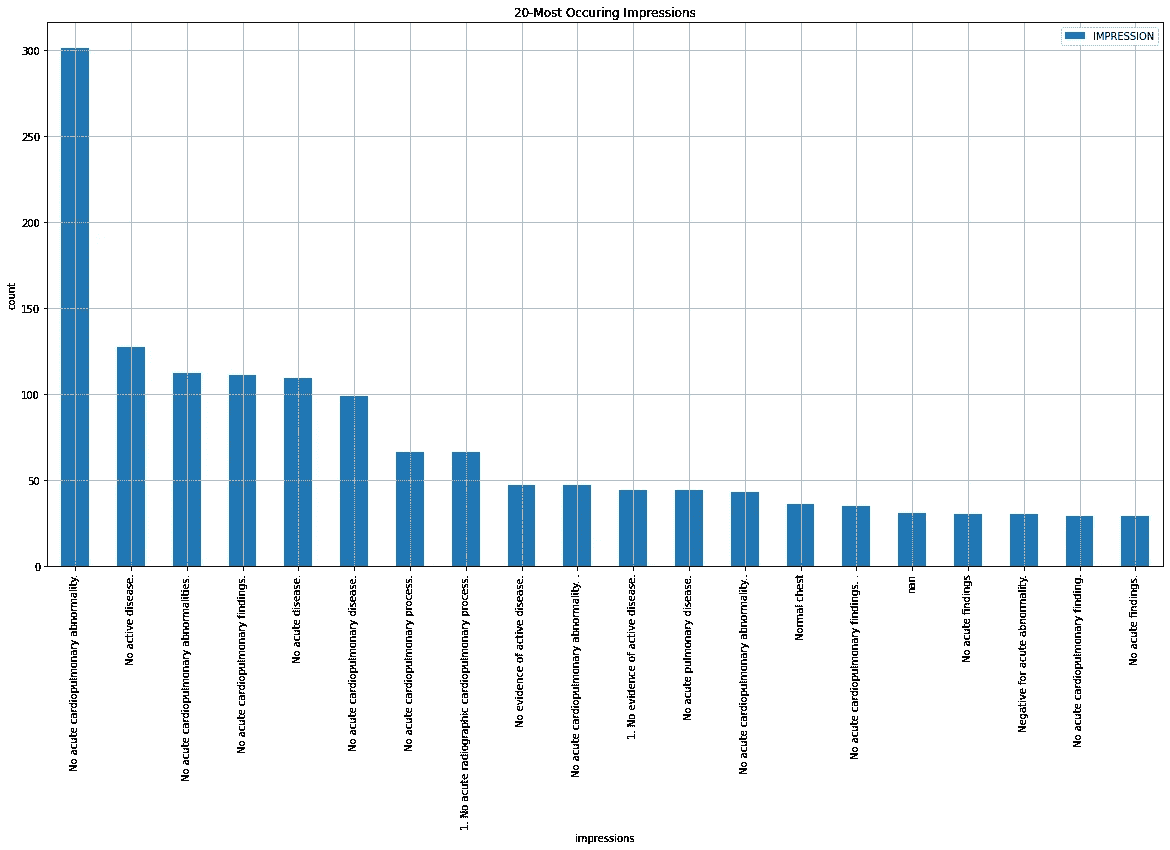 20-Most Occuring Impressions
IMPRESSION
count
300
250
200
150
100
50
0
No acute cardiopulmonary abnormality.
No active disease.
No acute cardiopulmonary abnormalities.
No acute cardiopulmonary findings.
No acute disease.
No acute cardiopulmonary disease.
No acute cardiopulmonary process.
1. No acute radiographic cardiopulmonary process.
No evidence of active disease.
No acute cardiopulmonary abnormality. .
1. No evidence of active disease.
No acute pulmonary disease.
No acute cardiopulmonary abnormality..
Normal chest
No acute cardiopulmonary findings. .
nan
No acute findings
Negative for acute abnormality.
No acute cardiopulmonary finding.
No acute findings.
impressions